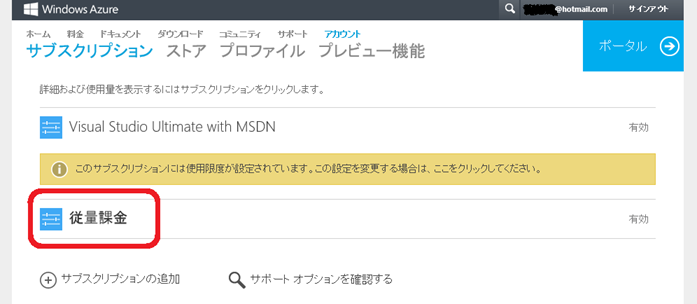 Windows Azure
@hotmail.com サインアウト
ホーム 料金 ドキュメント ダウンロード コミュニティ サポート アカウント
サブスクリプション ストア プロファイル プレビュー機能
ポータル
詳細および使用量を表示するにはサブスクリプションをクリックします。
Visual Studio Ultimate with MSDN 有効
このサブスクリプションには使用限度が設定されています。この設定を変更する場合は、ここをクリックしてください。
従量課金 有効
サブスクリプションの追加 サポート オプションを確認する